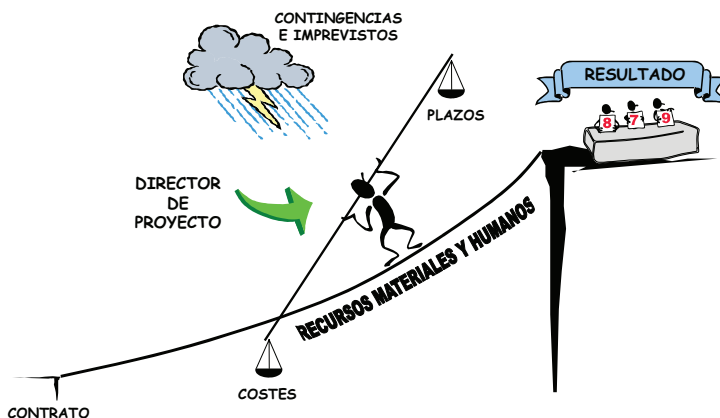 CONTINGENCIAS
E IMPREVISTOS
RESULTADO
8 7 9
PLAZOS
DIRECTOR
DE
PROYECTO
RECURSOS MATERIALES Y HUMANOS
COSTES
CONTRATO